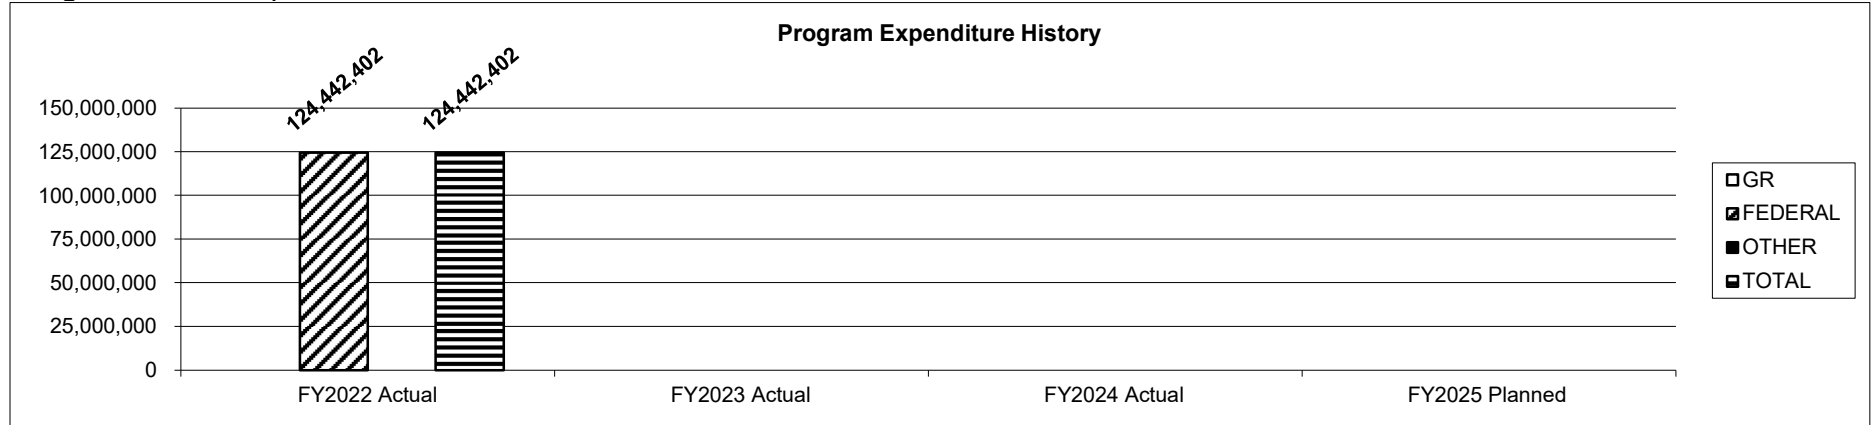 Program Expenditure History
124,442,402
124,442,402
150,000,000
125,000,000
100,000,000
75,000,000
50,000,000
25,000,000
0
FY2022 Actual
FY2023 Actual
FY2024 Actual
FY2025 Planned
GR
FEDERAL
OTHER
TOTAL